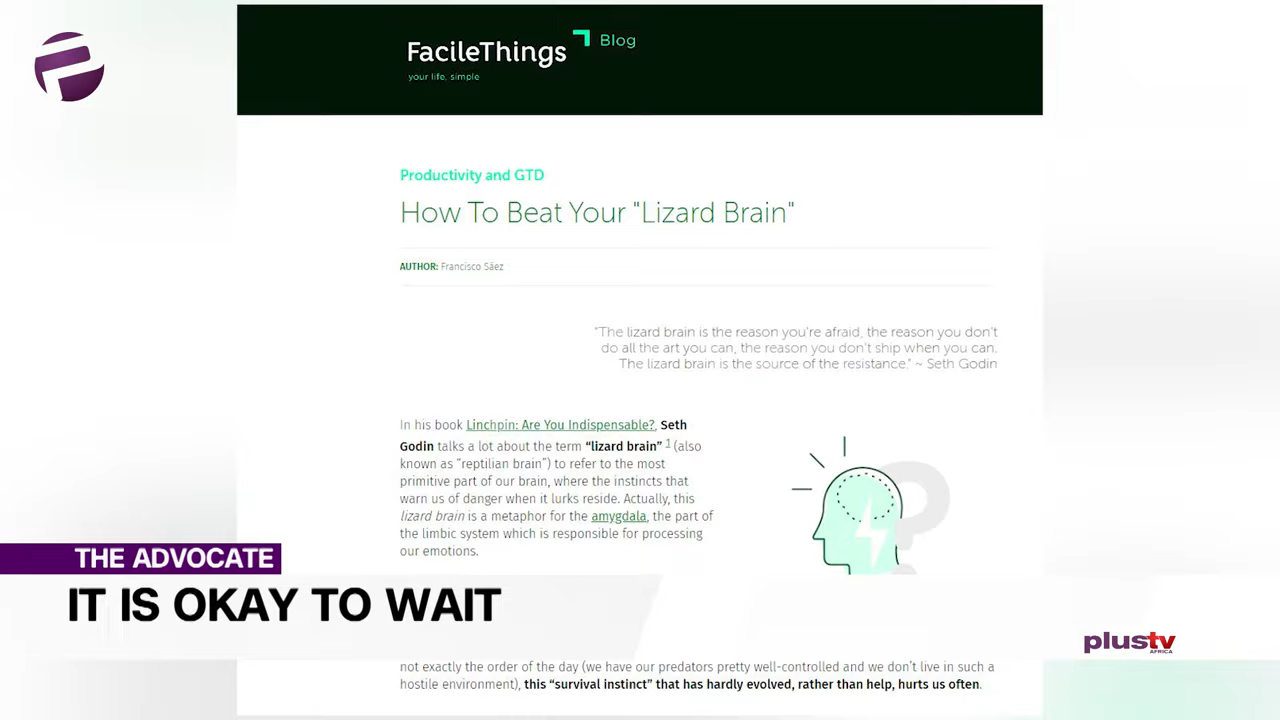 FacileThings Blog
your life, simple
Productivity and GTD
How To Beat Your "Lizard Brain"
AUTHOR: Francisco Sáez
"The lizard brain is the reason you're afraid, the reason you don't
do all the art you can, the reason you don't ship when you can.
The lizard brain is the source of the resistance." ~ Seth Godin
In his book Linchpin: Are You Indispensable?, Seth
Godin talks a lot about the term “lizard brain” 1 (also
known as “reptilian brain”) to refer to the most
primitive part of our brain, where the instincts that
warn us of danger when it lurks reside. Actually, this
lizard brain is a metaphor for the amygdala, the part of
the limbic system which is responsible for processing
our emotions.
THE ADVOCATE
IT IS OKAY TO WAIT
plustv
AFRICA
not exactly the order of the day (we have our predators pretty well-controlled and we don’t live in such a
hostile environment), this “survival instinct” that has hardly evolved, rather than help, hurts us often.